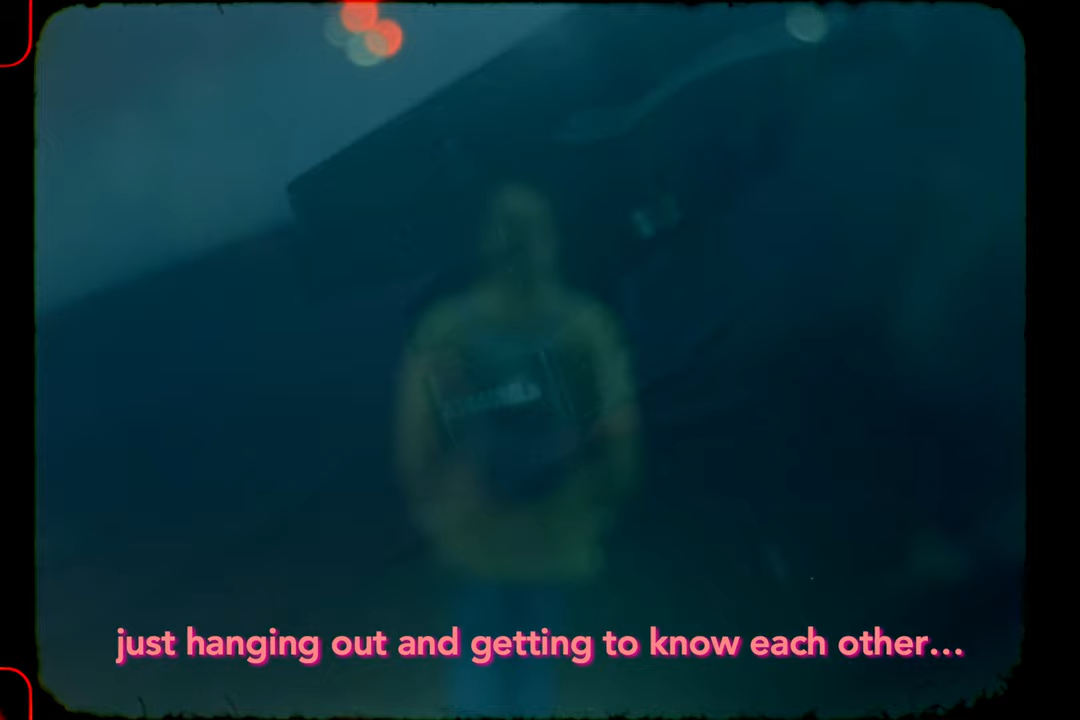 just hanging out and getting to know each other…